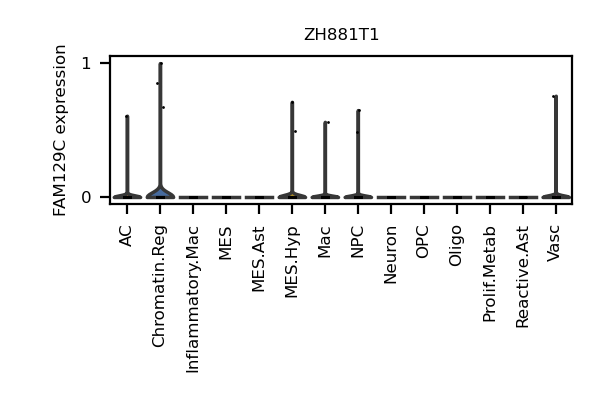 ZH881T1
FAM129C expression
1
0
AC
Chromatin.Reg
Inflammatory.Mac
MES
MES.Ast
MES.Hyp
Mac
NPC
Neuron
OPC
Oligo
Prolif.Metab
Reactive.Ast
Vasc